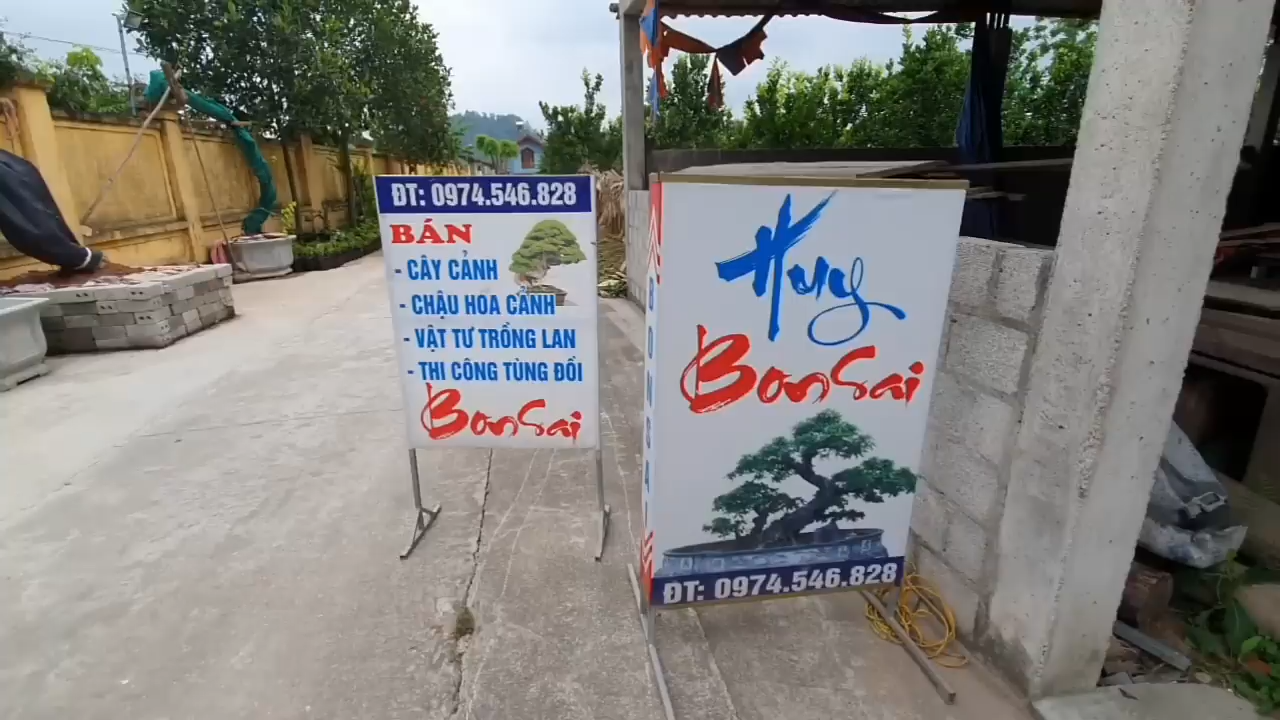 ĐT: 0974.546.828
BÁN
- CÂY CẢNH
- CHẬU HOA CẢNH
- VẬT TƯ TRỒNG LAN
- THI CÔNG TÙNG ĐỒI
BonSai
Huy
BonSai
ĐT: 0974.546.828
BONSAI